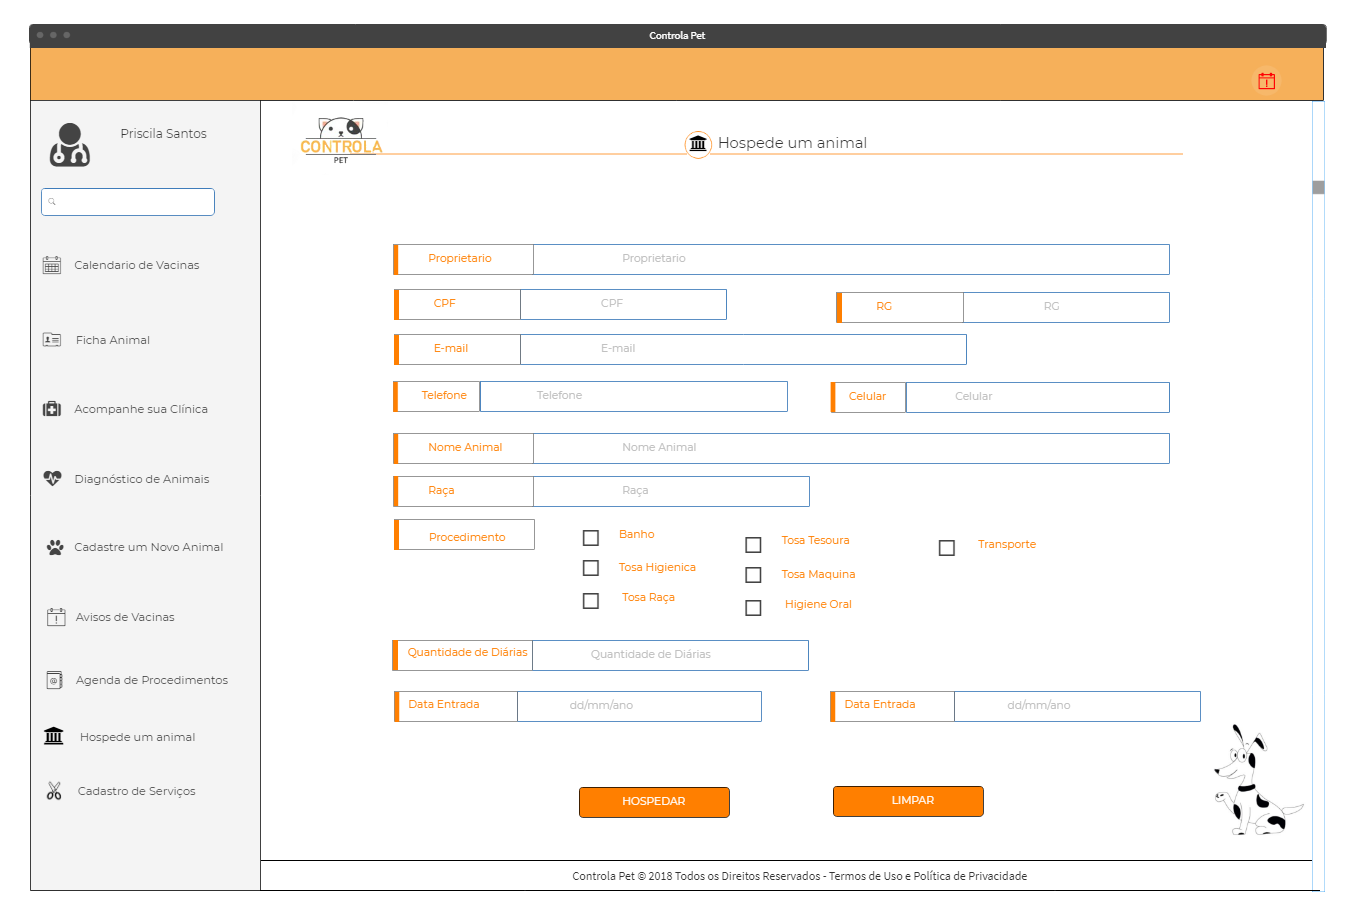 Controla Pet
Priscila Santos
CONTROLA
PET
Hospede um animal
Calendario de Vacinas
Ficha Animal
Acompanhe sua Clínica
Diagnóstico de Animais
Cadastre um Novo Animal
Avisos de Vacinas
Agenda de Procedimentos
Hospede um animal
Cadastro de Serviços
Proprietario Proprietario
CPF CPF RG RG
E-mail E-mail
Telefone Telefone Celular Celular
Nome Animal Nome Animal
Raça Raça
Procedimento Banho Tosa Tesoura Transporte
Tosa Higienica Tosa Maquina
Tosa Raça Higiene Oral
Quantidade de Diárias Quantidade de Diárias
Data Entrada dd/mm/ano Data Entrada dd/mm/ano
HOSPEDAR LIMPAR
Controla Pet © 2018 Todos os Direitos Reservados - Termos de Uso e Política de Privacidade